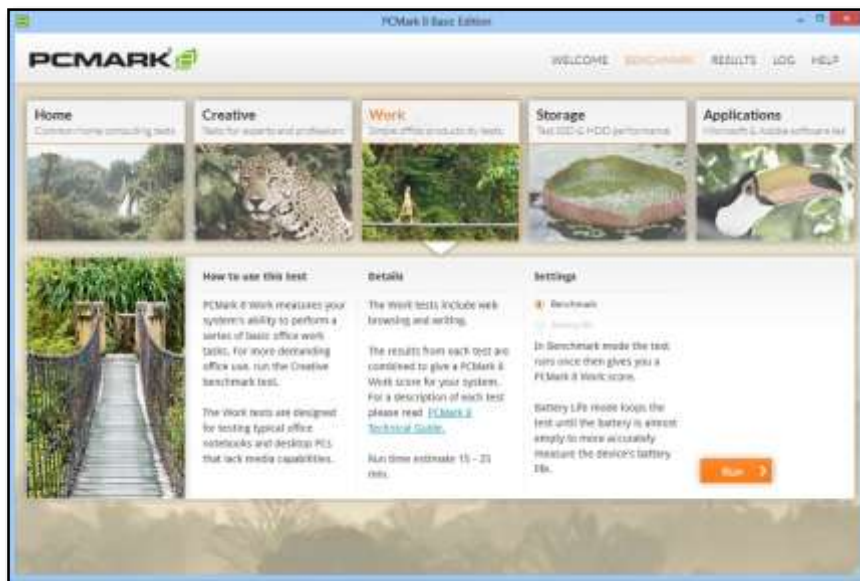 PCMark 8 Basic Edition
PCMARK 8
WELCOME BENCHMARK RESULTS LOG HELP
Home
Common home computing tests
Creative
Tests for experts and profession
Work
Simple office productivity tests
Storage
Test SSD & HDD performance
Applications
Microsoft & Adobe software tes
How to use this test
PCMark 8 Work measures your
system's ability to perform a
series of basic office work
tasks. For more demanding
office use, run the Creative
benchmark test.
The Work tests are designed
for testing typical office
notebooks and desktop PCs
that lack media capabilities.
Details
The Work tests include web
browsing and writing.
The results from each test are
combined to give a PCMark 8
Work score for your system.
For a description of each test
please read PCMark 8
Technical Guide.
Run time estimate 15 - 25
min.
Settings
Benchmark
Battery life
In Benchmark mode the test
runs once then gives you a
PCMark 8 Work score.
Battery Life mode loops the
test until the battery is almost
empty to more accurately
measure the device's battery
life.
Run